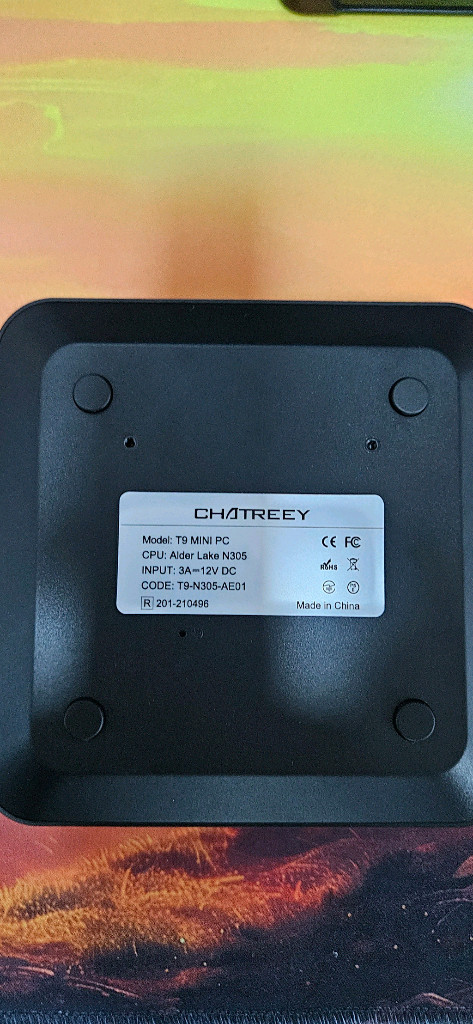 CHATREEY
Model: T9 MINI PC
CPU: Alder Lake N305
INPUT: 3A⎓12V DC
CODE: T9-N305-AE01
R 201-210496
CE FC
RoHS
Made in China